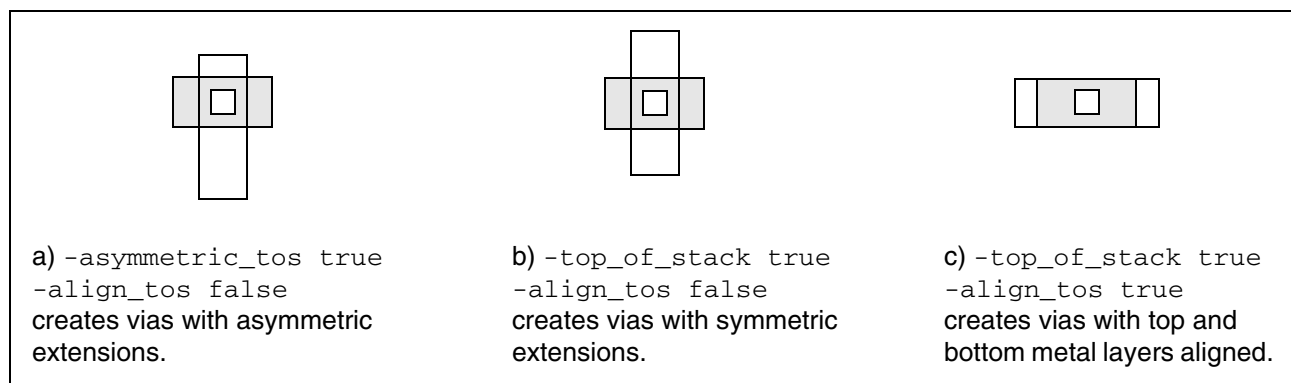 a) -asymmetric_tos true
-align_tos false
creates vias with asymmetric
extensions.
b) -top_of_stack true
-align_tos false
creates vias with symmetric
extensions.
c) -top_of_stack true
-align_tos true
creates vias with top and
bottom metal layers aligned.